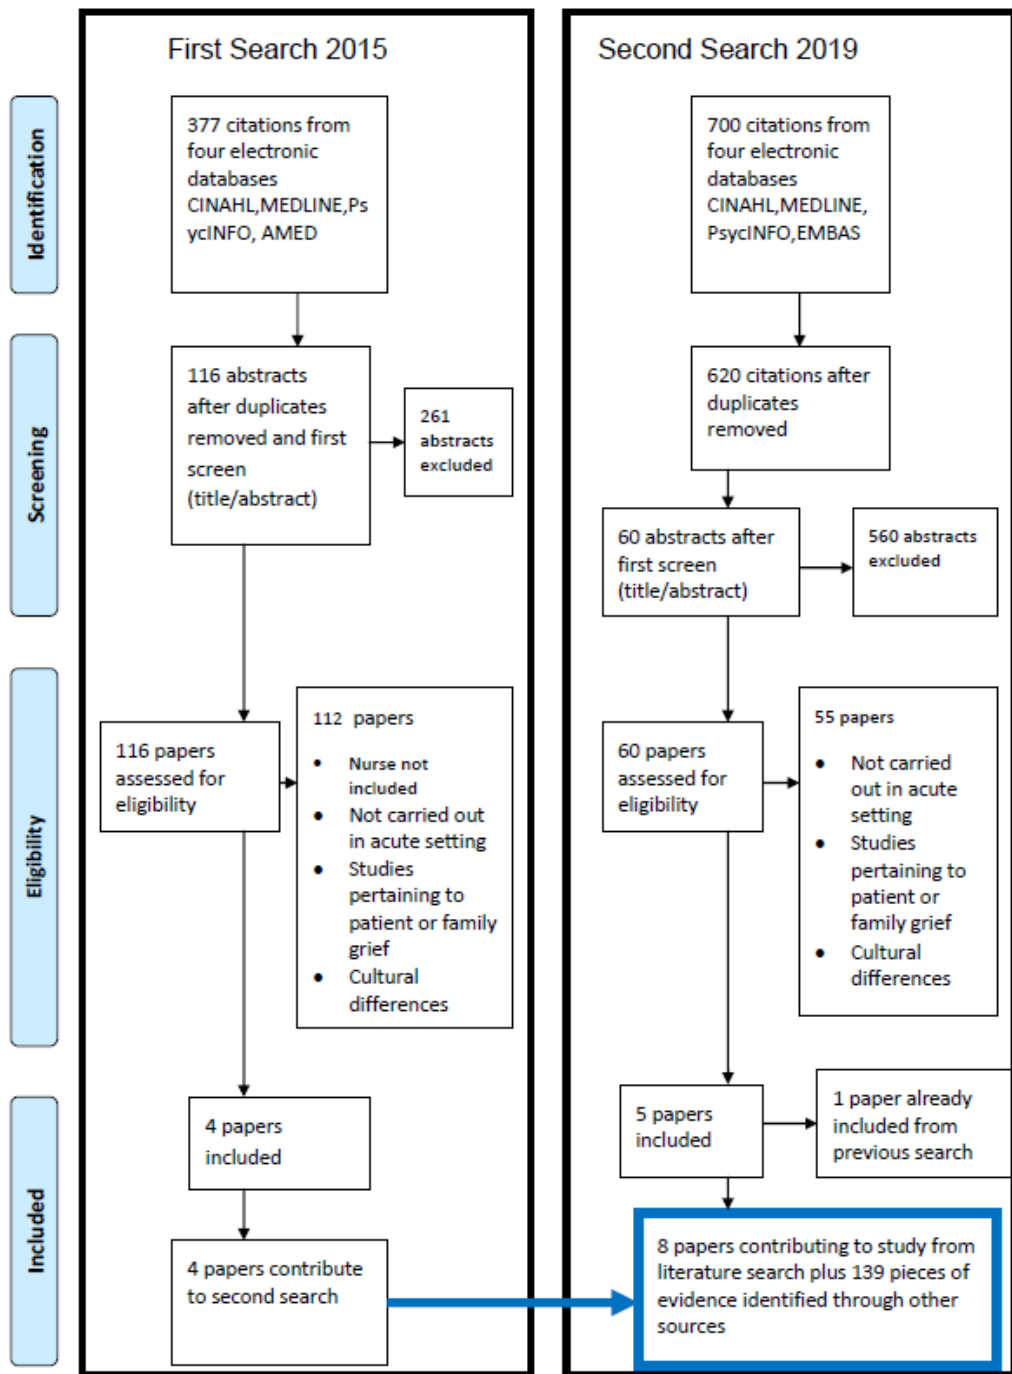 First Search 2015
Second Search 2019
Identification
377 citations from
four electronic
databases
CINAHL,MEDLINE,Ps
ycINFO, AMED
700 citations from
four electronic
databases
CINAHL,MEDLINE,
PsycINFO,EMBAS
Screening
116 abstracts
after duplicates
removed and first
screen
(title/abstract)
261
abstracts
excluded
620 citations after
duplicates
removed
60 abstracts after
first screen
(title/abstract)
560 abstracts
excluded
Eligibility
116 papers
assessed for
eligibility
112 papers
• Nurse not
included
• Not carried out
in acute setting
• Studies
pertaining to
patient or family
grief
• Cultural
differences
60 papers
assessed for
eligibility
55 papers
• Not carried
out in acute
setting
• Studies
pertaining to
patient or
family grief
• Cultural
differences
Included
4 papers
included
4 papers contribute
to second search
5 papers
included
1 paper already
included from
previous search
8 papers contributing to study from
literature search plus 139 pieces of
evidence identified through other
sources